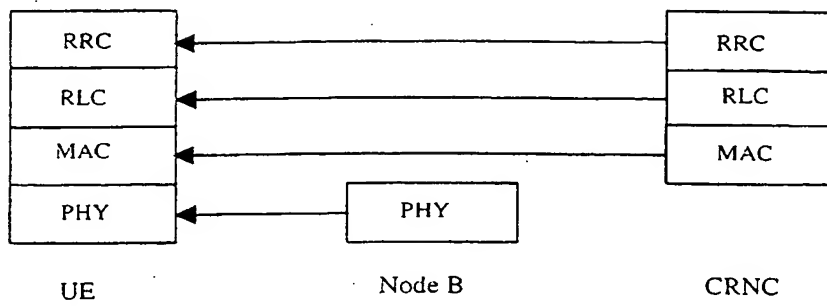 RRC RRC
RLC RLC
MAC MAC
PHY PHY
UE Node B CRNC